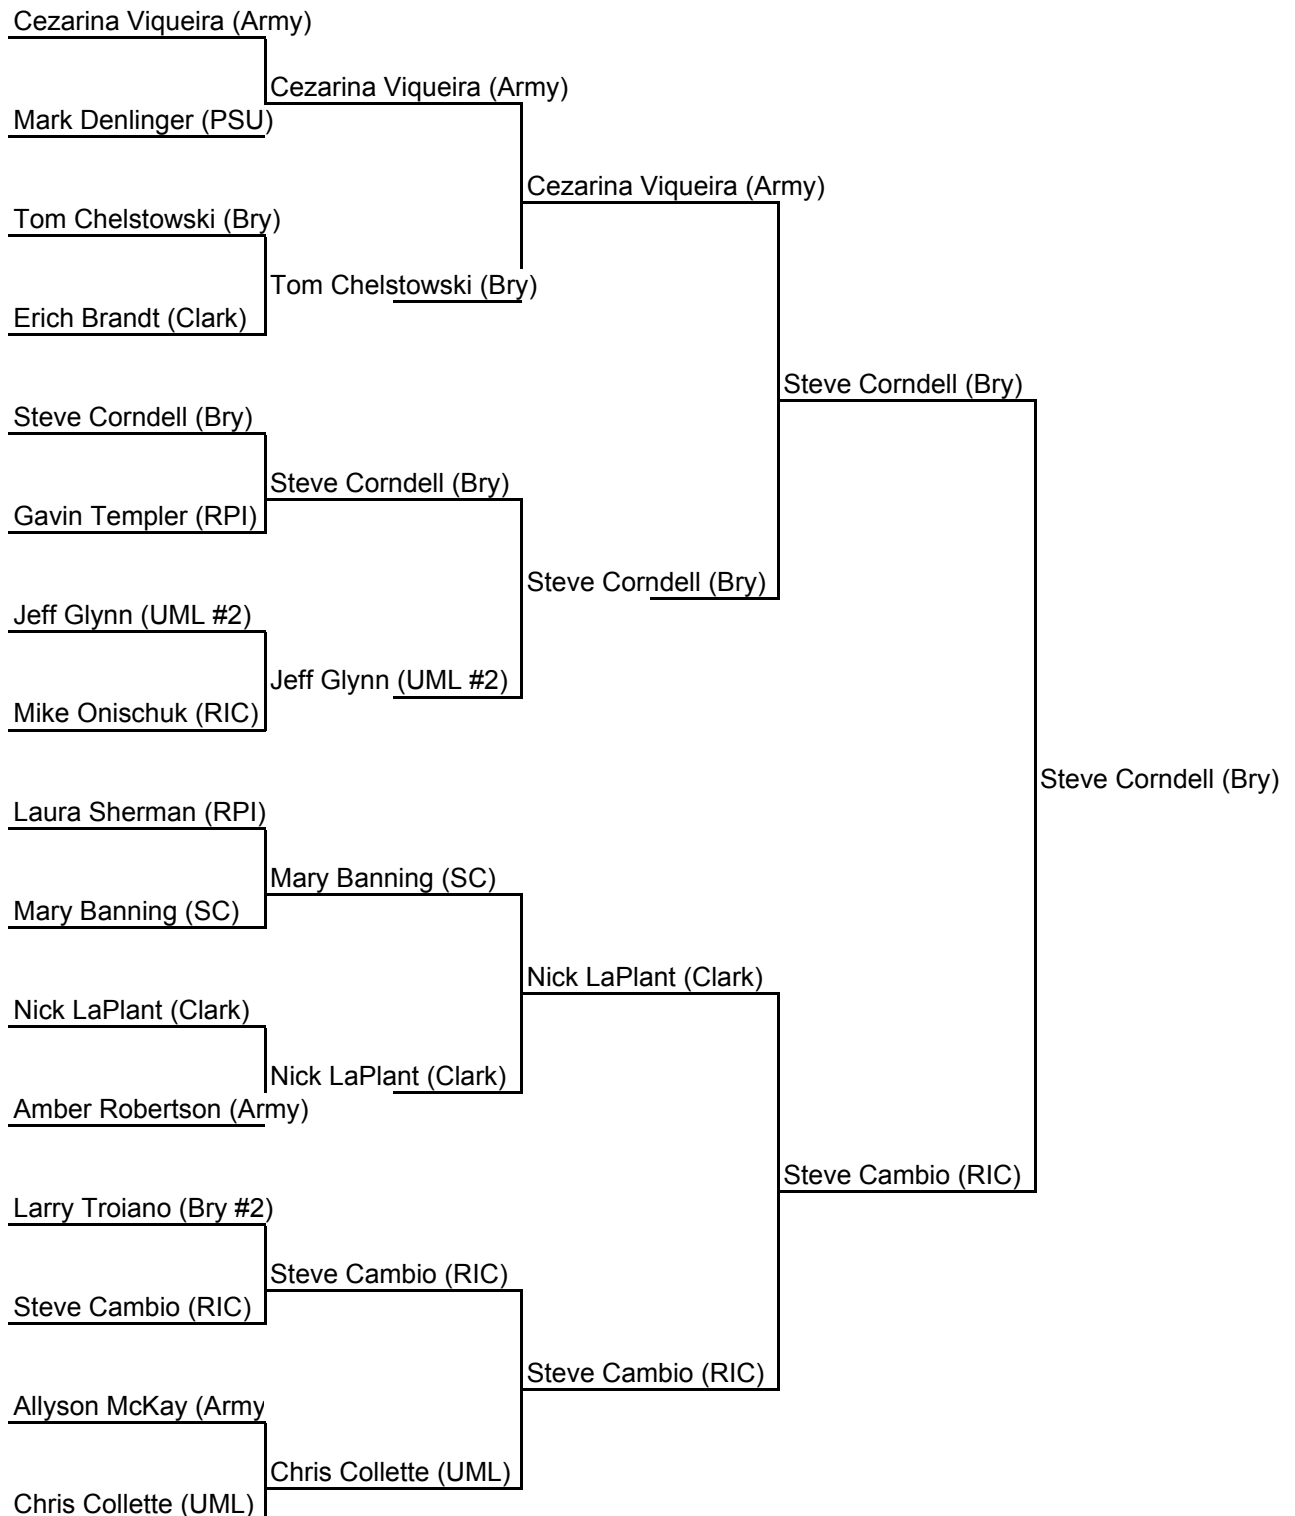 Cezarina Viqueira (Army)
Cezarina Viqueira (Army)
Mark Denlinger (PSU)
Cezarina Viqueira (Army)
Tom Chelstowski (Bry)
Tom Chelstowski (Bry)
Erich Brandt (Clark)
Steve Corndell (Bry)
Steve Corndell (Bry)
Steve Corndell (Bry)
Gavin Templer (RPI)
Steve Corndell (Bry)
Jeff Glynn (UML #2)
Jeff Glynn (UML #2)
Mike Onischuk (RIC)
Steve Corndell (Bry)
Laura Sherman (RPI)
Mary Banning (SC)
Mary Banning (SC)
Nick LaPlant (Clark)
Nick LaPlant (Clark)
Nick LaPlant (Clark)
Amber Robertson (Army)
Steve Cambio (RIC)
Larry Troiano (Bry #2)
Steve Cambio (RIC)
Steve Cambio (RIC)
Steve Cambio (RIC)
Allyson McKay (Army
Chris Collette (UML)
Chris Collette (UML)